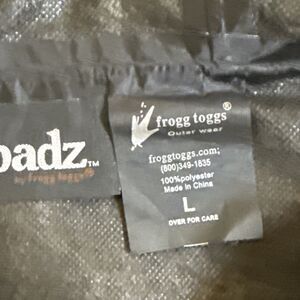 padz™
by frogg toggs®
frogg toggs®
Outer wear
froggtoggs.com;
(800)349-1835
100%polyester
Made in China
L
OVER FOR CARE